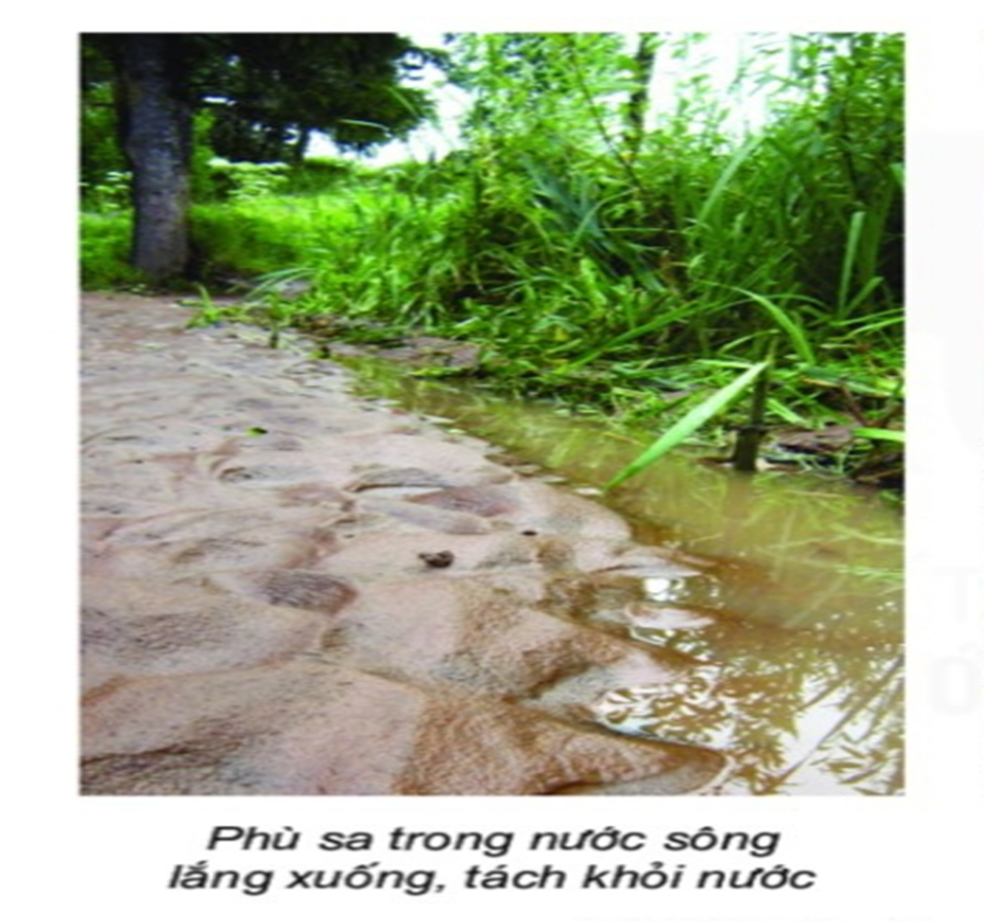 Phù sa trong nước sông
lắng xuống, tách khỏi nước